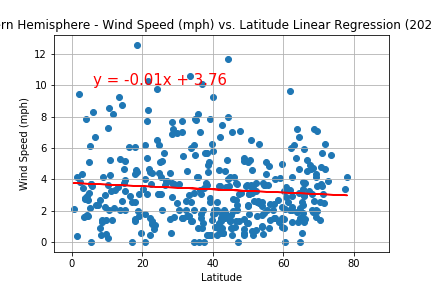 ern Hemisphere - Wind Speed (mph) vs. Latitude Linear Regression (202
12
10
8
6
4
2
0
y = -0.01x + 3.76
Wind Speed (mph)
0 20 40 60 80
Latitude